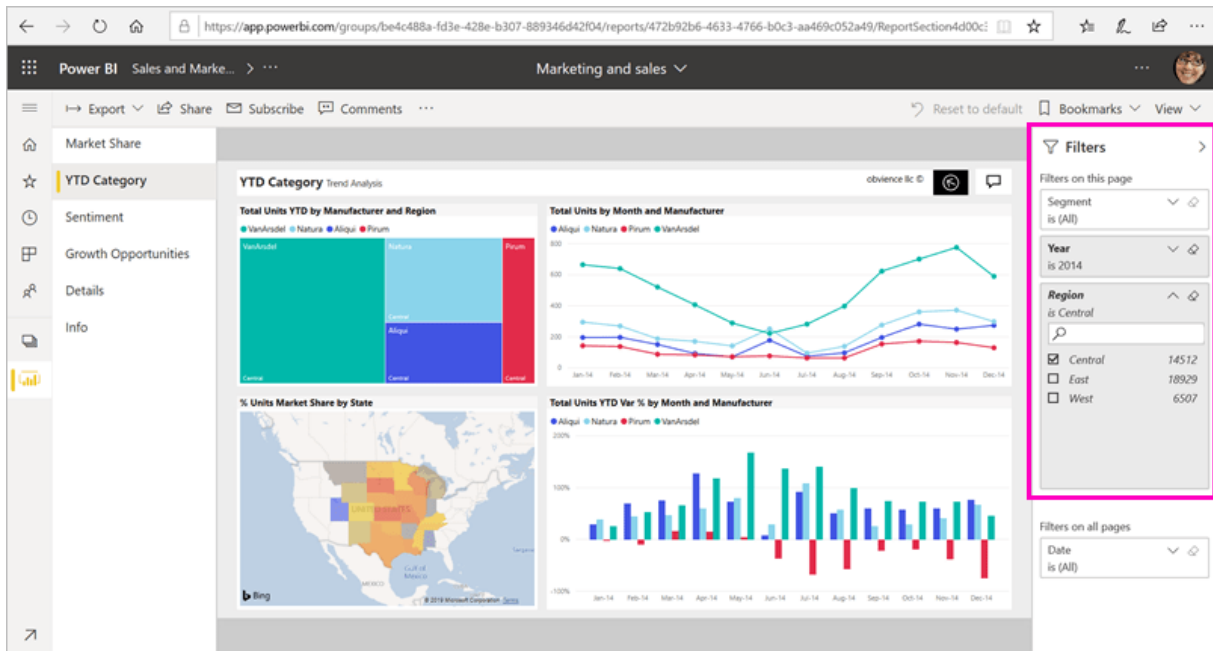 https://app.powerbi.com/groups/be4c488a-fd3e-428e-b307-889346d42f04/reports/472b92b6-4633-4766-b0c3-aa469c052a49/ReportSection4d00c3
Power BI Sales and Marke... > ···
Marketing and sales
Export Share Subscribe Comments ···
Reset to default Bookmarks View
Market Share
YTD Category
Sentiment
Growth Opportunities
Details
Info
YTD Category Trend Analysis
obvience llc ©
Total Units YTD by Manufacturer and Region
VanArsdel Natura Aliqui Pirum
VanArsdel
Natura
Pirum
Central
Aliqui
Central
Central
Central
Total Units by Month and Manufacturer
Aliqui Natura Pirum VanArsdel
800
600
400
200
0
Jan-14 Feb-14 Mar-14 Apr-14 May-14 Jun-14 Jul-14 Aug-14 Sep-14 Oct-14 Nov-14 Dec-14
% Units Market Share by State
UNITED STATES
Gulf of
Mexico
MEXICO
Bing
© 2019 Microsoft Corporation Terms
Total Units YTD Var % by Month and Manufacturer
Aliqui Natura Pirum VanArsdel
200%
100%
0%
-100%
Jan-14 Feb-14 Mar-14 Apr-14 May-14 Jun-14 Jul-14 Aug-14 Sep-14 Oct-14 Nov-14 Dec-14
Filters
Filters on this page
Segment
is (All)
Year
is 2014
Region
is Central
Central 14512
East 18929
West 6507
Filters on all pages
Date
is (All)